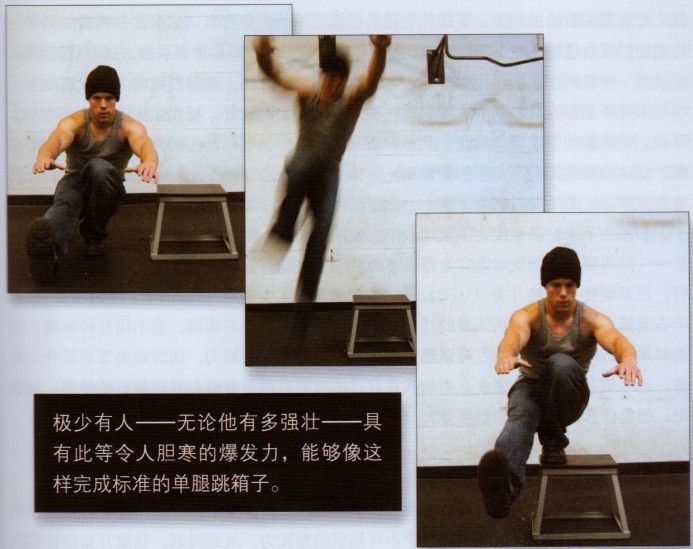 极少有人——无论他有多强壮——具
有此等令人胆寒的爆发力，能够像这
样完成标准的单腿跳箱子。